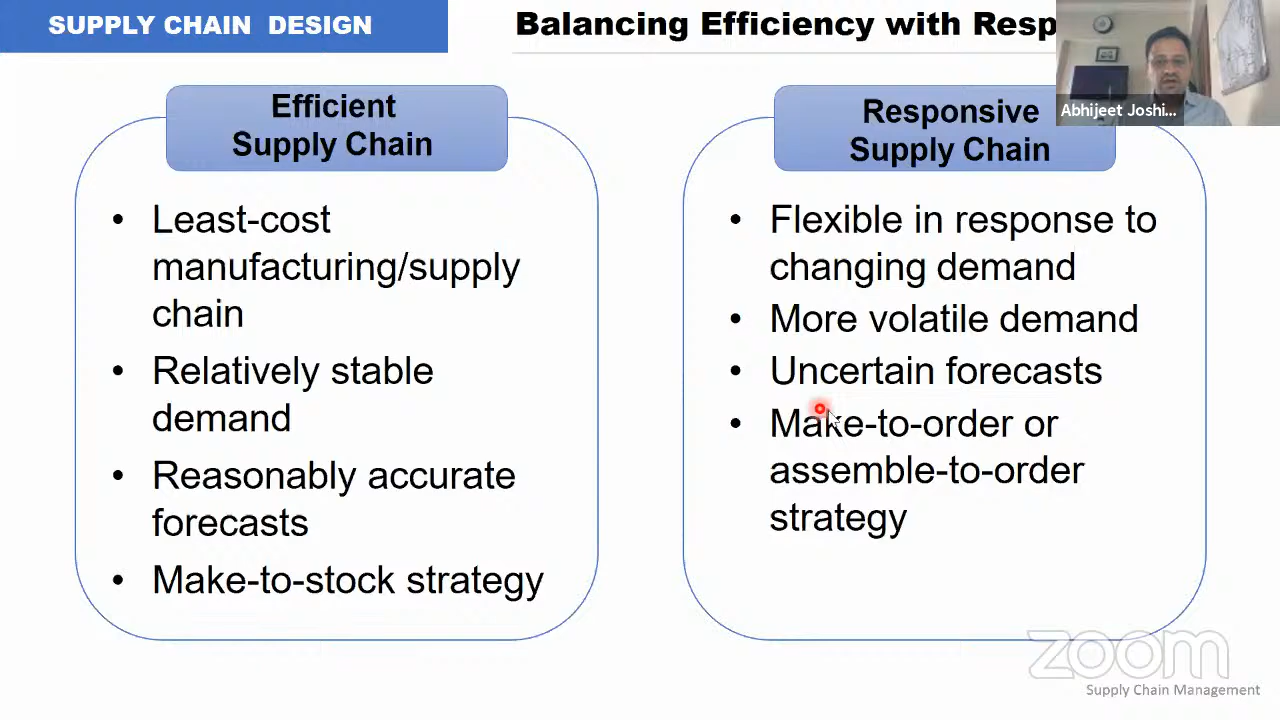 SUPPLY CHAIN DESIGN
Balancing Efficiency with Resp
Abhijeet Joshi...
Efficient
Supply Chain
• Least-cost
manufacturing/supply
chain
• Relatively stable
demand
• Reasonably accurate
forecasts
• Make-to-stock strategy
Responsive
Supply Chain
• Flexible in response to
changing demand
• More volatile demand
• Uncertain forecasts
• Make-to-order or
assemble-to-order
strategy
zoom
Supply Chain Management